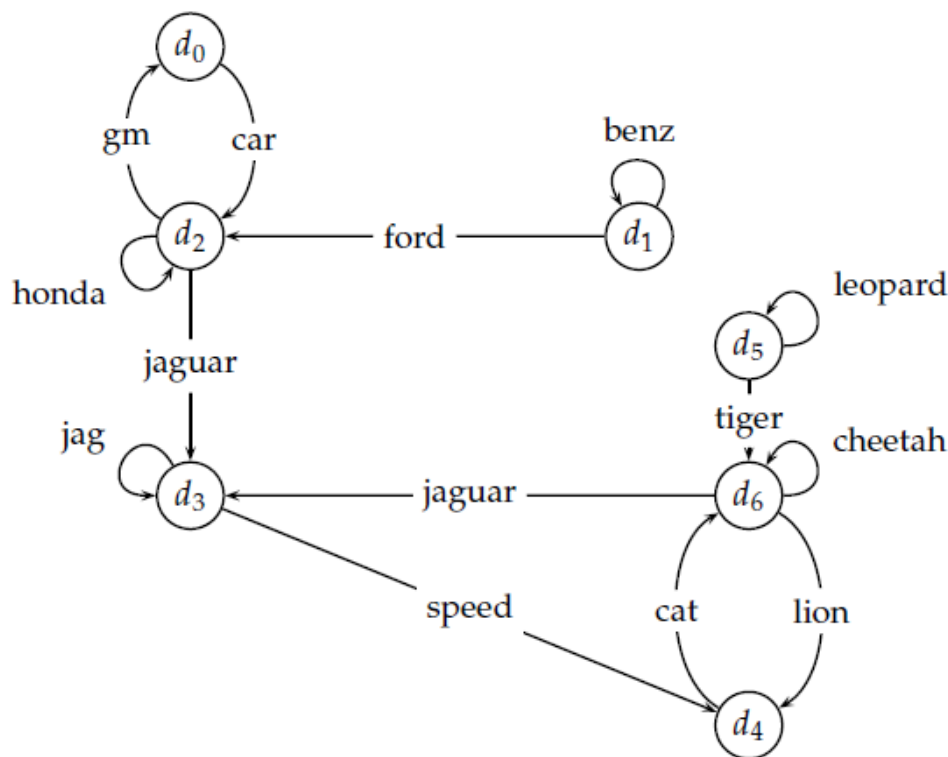 d0
gm
car
benz
d2
ford
d1
honda
leopard
d5
jaguar
tiger
jag
cheetah
d3
jaguar
d6
speed
cat
lion
d4